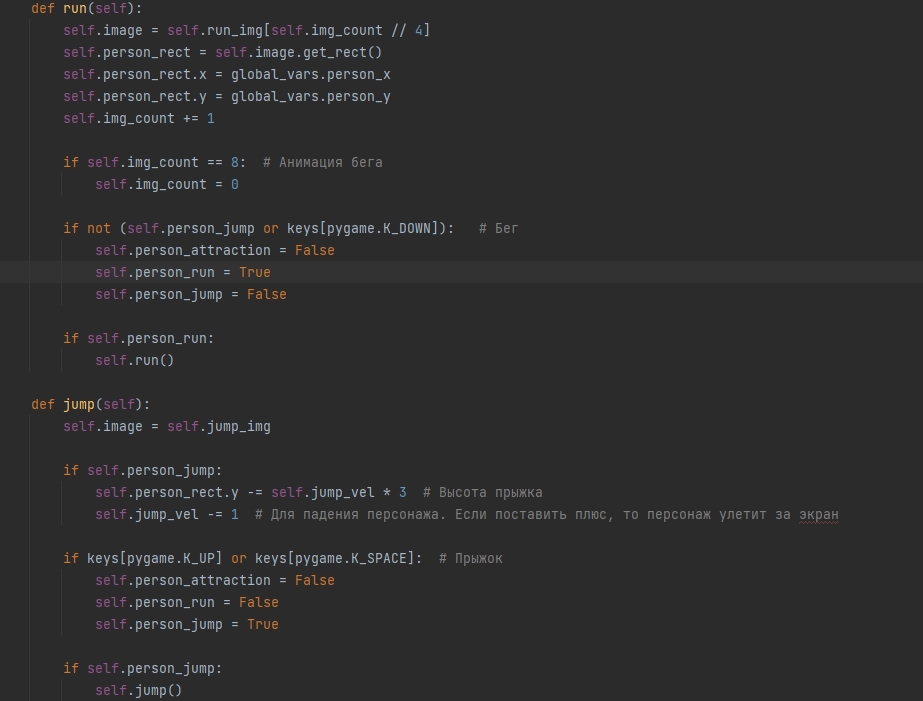 def run(self):
self.image = self.run_img[self.img_count // 4]
self.person_rect = self.image.get_rect()
self.person_rect.x = global_vars.person_x
self.person_rect.y = global_vars.person_y
self.img_count += 1
if self.img_count == 8:  # Анимация бега
self.img_count = 0
if not (self.person_jump or keys[pygame.K_DOWN]):   # Бег
self.person_attraction = False
self.person_run = True
self.person_jump = False
if self.person_run:
self.run()
def jump(self):
self.image = self.jump_img
if self.person_jump:
self.person_rect.y -= self.jump_vel * 3  # Высота прыжка
self.jump_vel -= 1  # Для падения персонажа. Если поставить плюс, то персонаж улетит за экран
if keys[pygame.K_UP] or keys[pygame.K_SPACE]:  # Прыжок
self.person_attraction = False
self.person_run = False
self.person_jump = True
if self.person_jump:
self.jump()